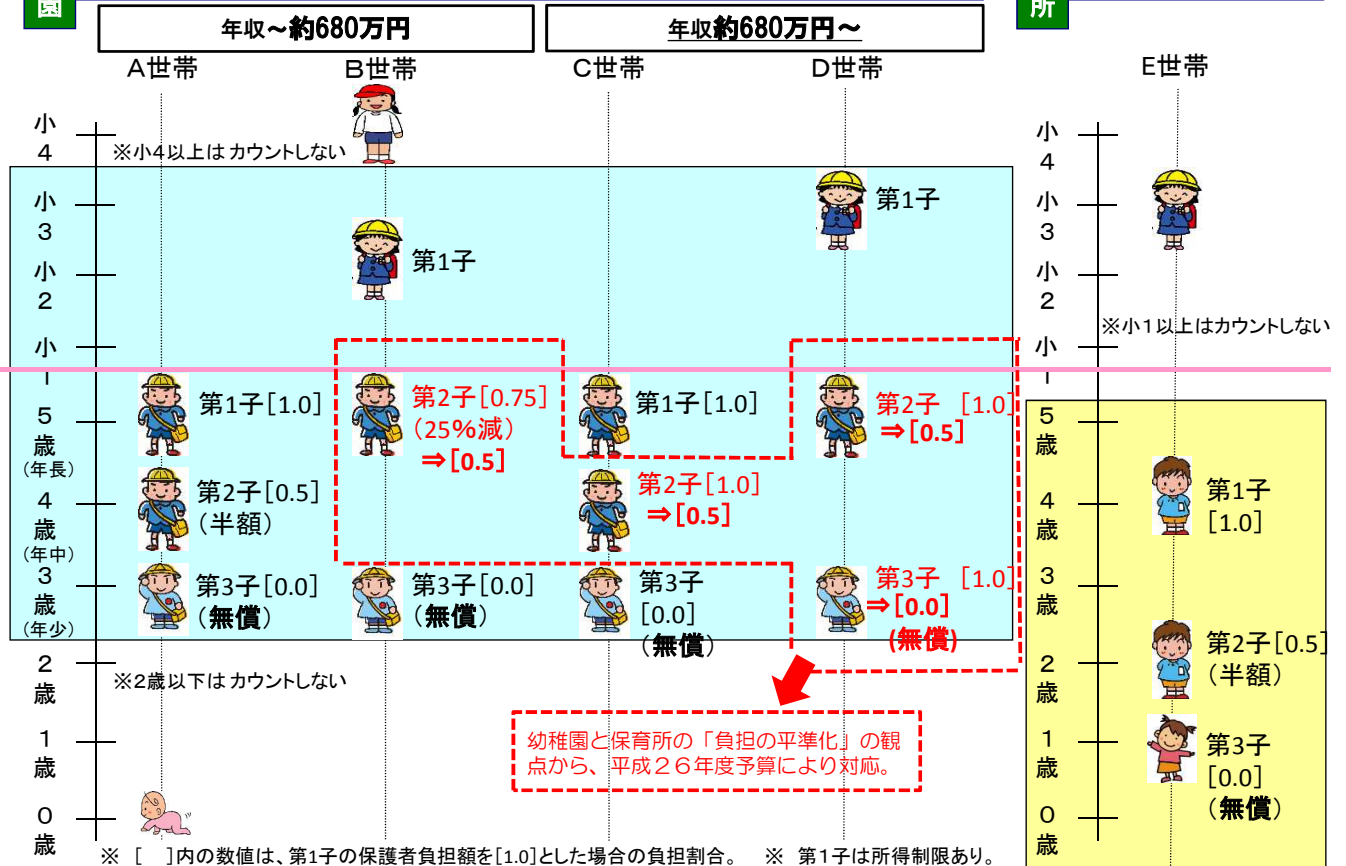 園
年収～約680万円
年収約680万円～
所
A世帯
B世帯
C世帯
D世帯
E世帯
小4
※小4以上はカウントしない
小3
小2
小1
5歳
(年長)
4歳
(年中)
3歳
(年少)
2歳
1歳
0歳
第1子[1.0]
第2子[0.5]
(半額)
第3子[0.0]
(無償)
第1子
第2子[0.75]
(25%減)
⇒[0.5]
第3子[0.0]
(無償)
第1子[1.0]
第2子[1.0]
⇒[0.5]
第3子
[0.0]
(無償)
第1子
第2子 [1.0]
⇒[0.5]
第3子 [1.0]
⇒[0.0]
(無償)
※2歳以下はカウントしない
幼稚園と保育所の「負担の平準化」の観
点から、平成26年度予算により対応。
小4
小3
小2
※小1以上はカウントしない
小1
5歳
4歳
3歳
2歳
1歳
0歳
第1子
[1.0]
第2子[0.5]
(半額)
第3子
[0.0]
(無償)
※ [ ]内の数値は、第1子の保護者負担額を[1.0]とした場合の負担割合。 ※ 第1子は所得制限あり。